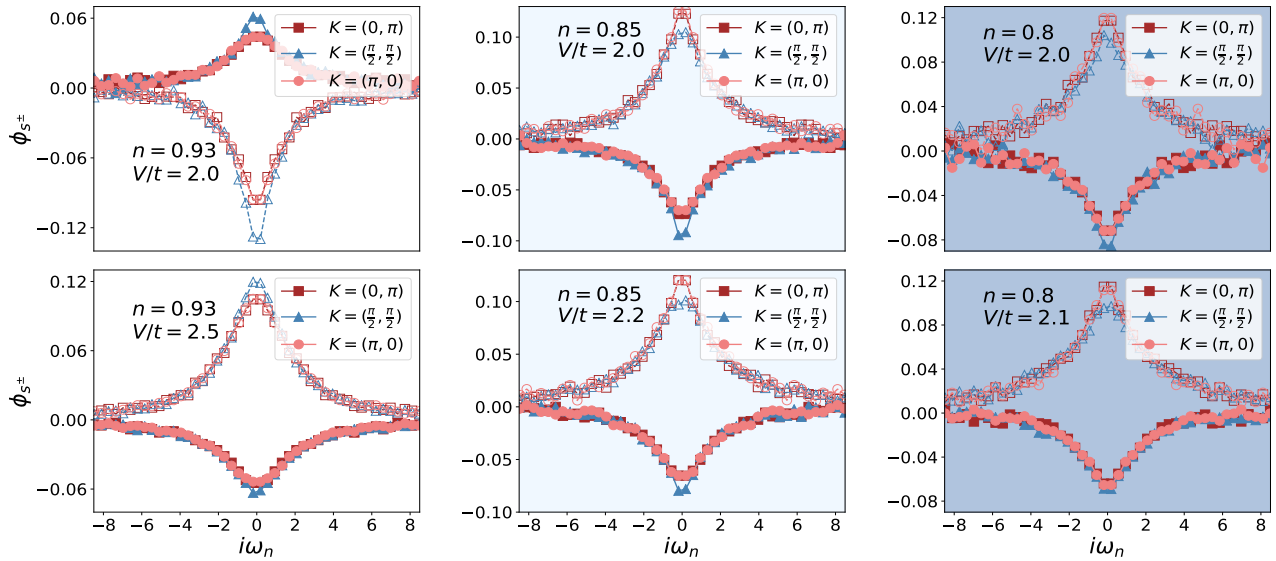 0.06
0.00
−0.06
−0.12
ϕ_{S^±}
n = 0.93
V/t = 2.0
K = (0, π)
K = (π/2, π/2)
K = (π, 0)
0.10
0.05
0.00
−0.05
−0.10
n = 0.85
V/t = 2.0
K = (0, π)
K = (π/2, π/2)
K = (π, 0)
0.12
0.08
0.04
0.00
−0.04
−0.08
n = 0.8
V/t = 2.0
K = (0, π)
K = (π/2, π/2)
K = (π, 0)
0.12
0.06
0.00
−0.06
ϕ_{S^±}
n = 0.93
V/t = 2.5
K = (0, π)
K = (π/2, π/2)
K = (π, 0)
−8 −6 −4 −2 0 2 4 6 8
iω_n
0.10
0.05
0.00
−0.05
−0.10
n = 0.85
V/t = 2.2
K = (0, π)
K = (π/2, π/2)
K = (π, 0)
−8 −6 −4 −2 0 2 4 6 8
iω_n
0.12
0.08
0.04
0.00
−0.04
−0.08
n = 0.8
V/t = 2.1
K = (0, π)
K = (π/2, π/2)
K = (π, 0)
−8 −6 −4 −2 0 2 4 6 8
iω_n